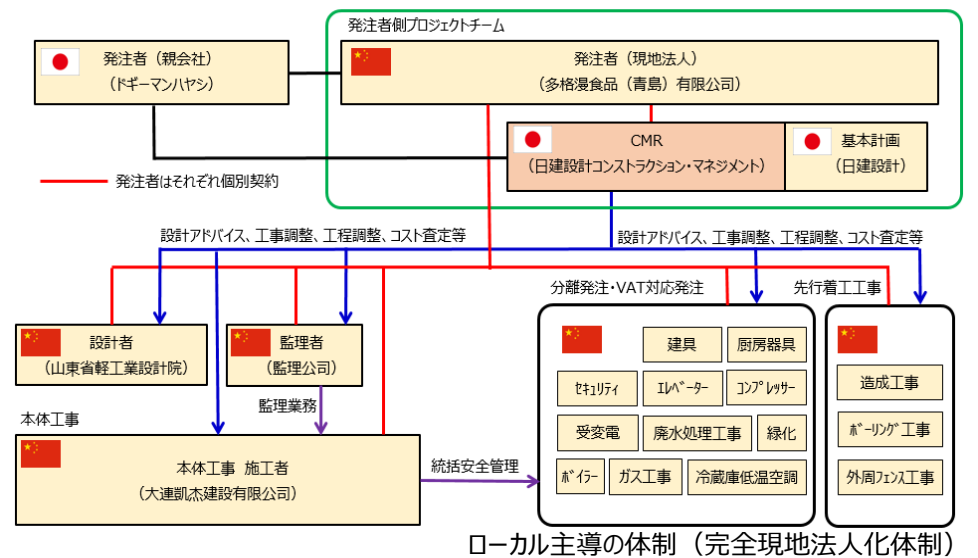 発注者側プロジェクトチーム
発注者（親会社）
（ドギーマンハヤシ）
発注者（現地法人）
（多格漫食品（青島）有限公司）
CMR
（日建設計コンストラクション・マネジメント）
基本計画
（日建設計）
発注者はそれぞれ個別契約
設計アドバイス、工事調整、工程調整、コスト査定等
設計アドバイス、工事調整、工程調整、コスト査定等
分離発注・VAT対応発注
先行着工工事
設計者
（山東省軽工業設計院）
監理者
（監理公司）
監理業務
本体工事
本体工事 施工者
（大連凱杰建設有限公司）
統括安全管理
建具
厨房器具
ｾｷｭﾘﾃｨ
ｴﾚﾍﾞｰﾀｰ
ｺﾝﾌﾟﾚｯｻｰ
受変電
廃水処理工事
緑化
ﾎﾞｲﾗｰ
ガス工事
冷蔵庫低温空調
造成工事
ﾎﾞｰﾘﾝｸﾞ工事
外周ﾌｪﾝｽ工事
ローカル主導の体制（完全現地法人化体制）